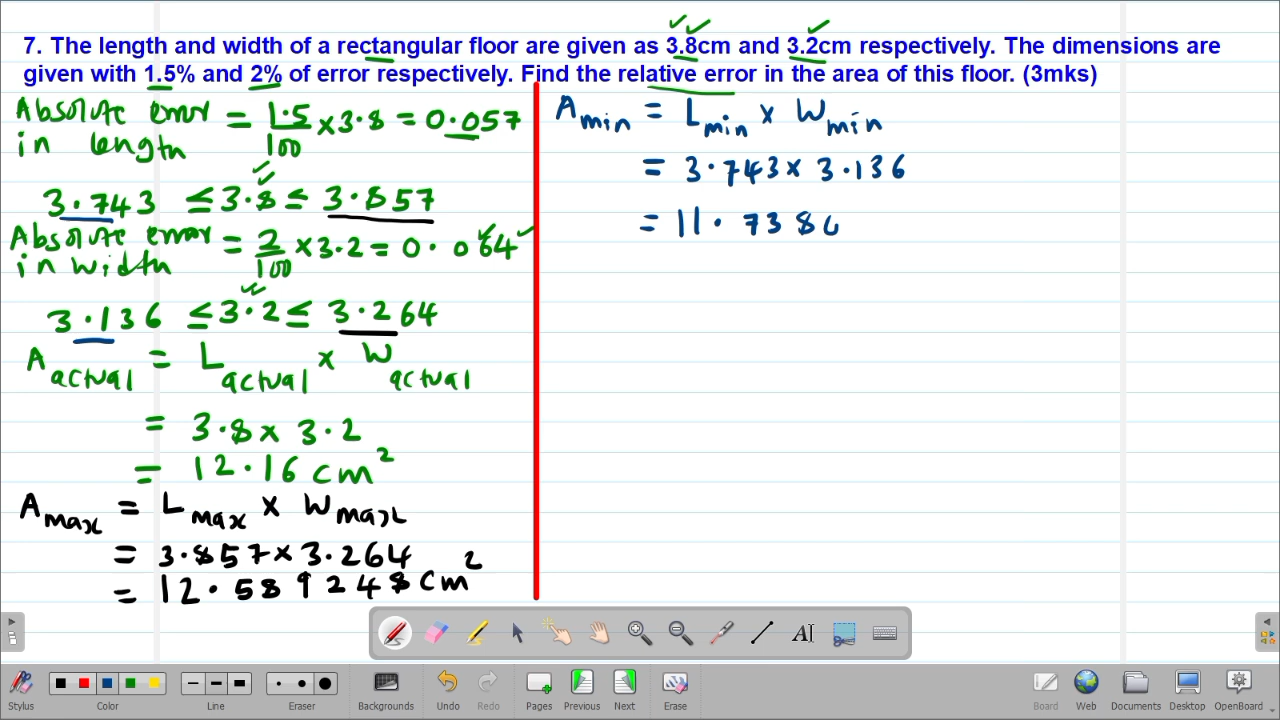 7. The length and width of a rectangular floor are given as 3.8cm and 3.2cm respectively. The dimensions are
given with 1.5% and 2% of error respectively. Find the relative error in the area of this floor. (3mks)
Absolute error in length = 1.5/100 × 3.8 = 0.057
3.743 ≤ 3.8 ≤ 3.857
Absolute error in width = 2/100 × 3.2 = 0.064
3.136 ≤ 3.2 ≤ 3.264
A actual = L actual × W actual
= 3.8 × 3.2
= 12.16 cm²
A max = L max × W max
= 3.857 × 3.264
= 12.589248 cm²
A min = L min × W min
= 3.743 × 3.136
= 11.738
Stylus Color Line Eraser Backgrounds Undo Redo Pages Previous Next Erase Board Web Documents Desktop OpenBoard